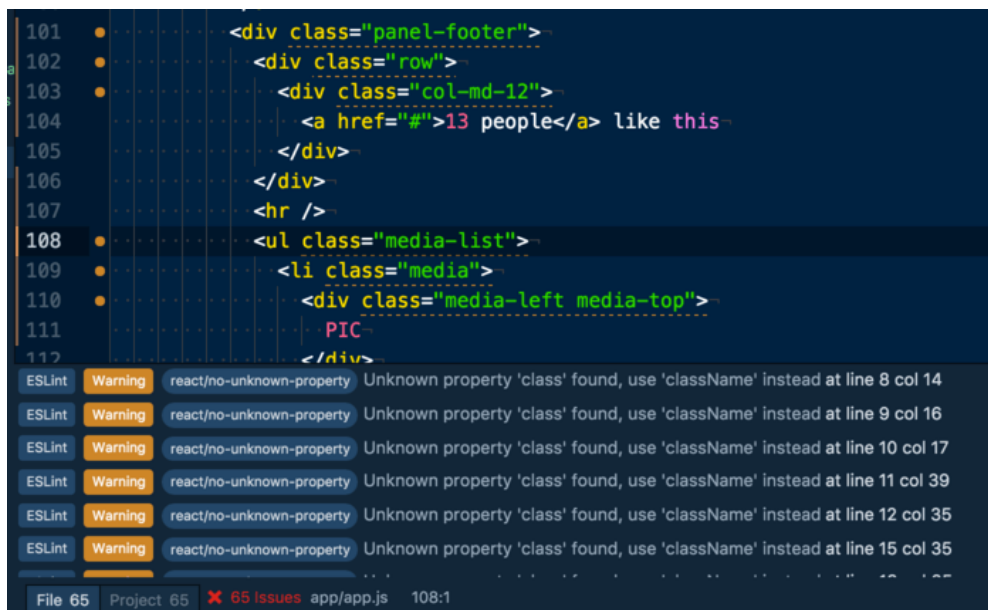 101 <div class="panel-footer">
102 <div class="row">
103 <div class="col-md-12">
104 <a href="#">13 people</a> like this
105 </div>
106 </div>
107 <hr />
108 <ul class="media-list">
109 <li class="media">
110 <div class="media-left media-top">
111 PIC
112 </div>
ESLint Warning react/no-unknown-property Unknown property 'class' found, use 'className' instead at line 8 col 14
ESLint Warning react/no-unknown-property Unknown property 'class' found, use 'className' instead at line 9 col 16
ESLint Warning react/no-unknown-property Unknown property 'class' found, use 'className' instead at line 10 col 17
ESLint Warning react/no-unknown-property Unknown property 'class' found, use 'className' instead at line 11 col 39
ESLint Warning react/no-unknown-property Unknown property 'class' found, use 'className' instead at line 12 col 35
ESLint Warning react/no-unknown-property Unknown property 'class' found, use 'className' instead at line 15 col 35
File 65 Project 65 ✖ 65 Issues app/app.js 108:1